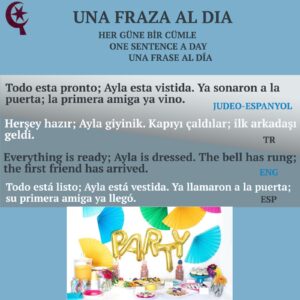 UNA FRAZA AL DIA
HER GÜNE BİR CÜMLE
ONE SENTENCE A DAY
UNA FRASE AL DÍA
Todo esta pronto; Ayla esta vistida. Ya sonaron a la
puerta; la primera amiga ya vino.
JUDEO-ESPANYOL
Herşey hazır; Ayla giyinik. Kapıyı çaldılar; ilk arkadaşı
geldi.
TR
Everything is ready; Ayla is dressed. The bell has rung;
the first friend has arrived.
ENG
Todo está listo; Ayla está vestida. Ya llamaron a la puerta;
su primera amiga ya llegó.
ESP
PARTY